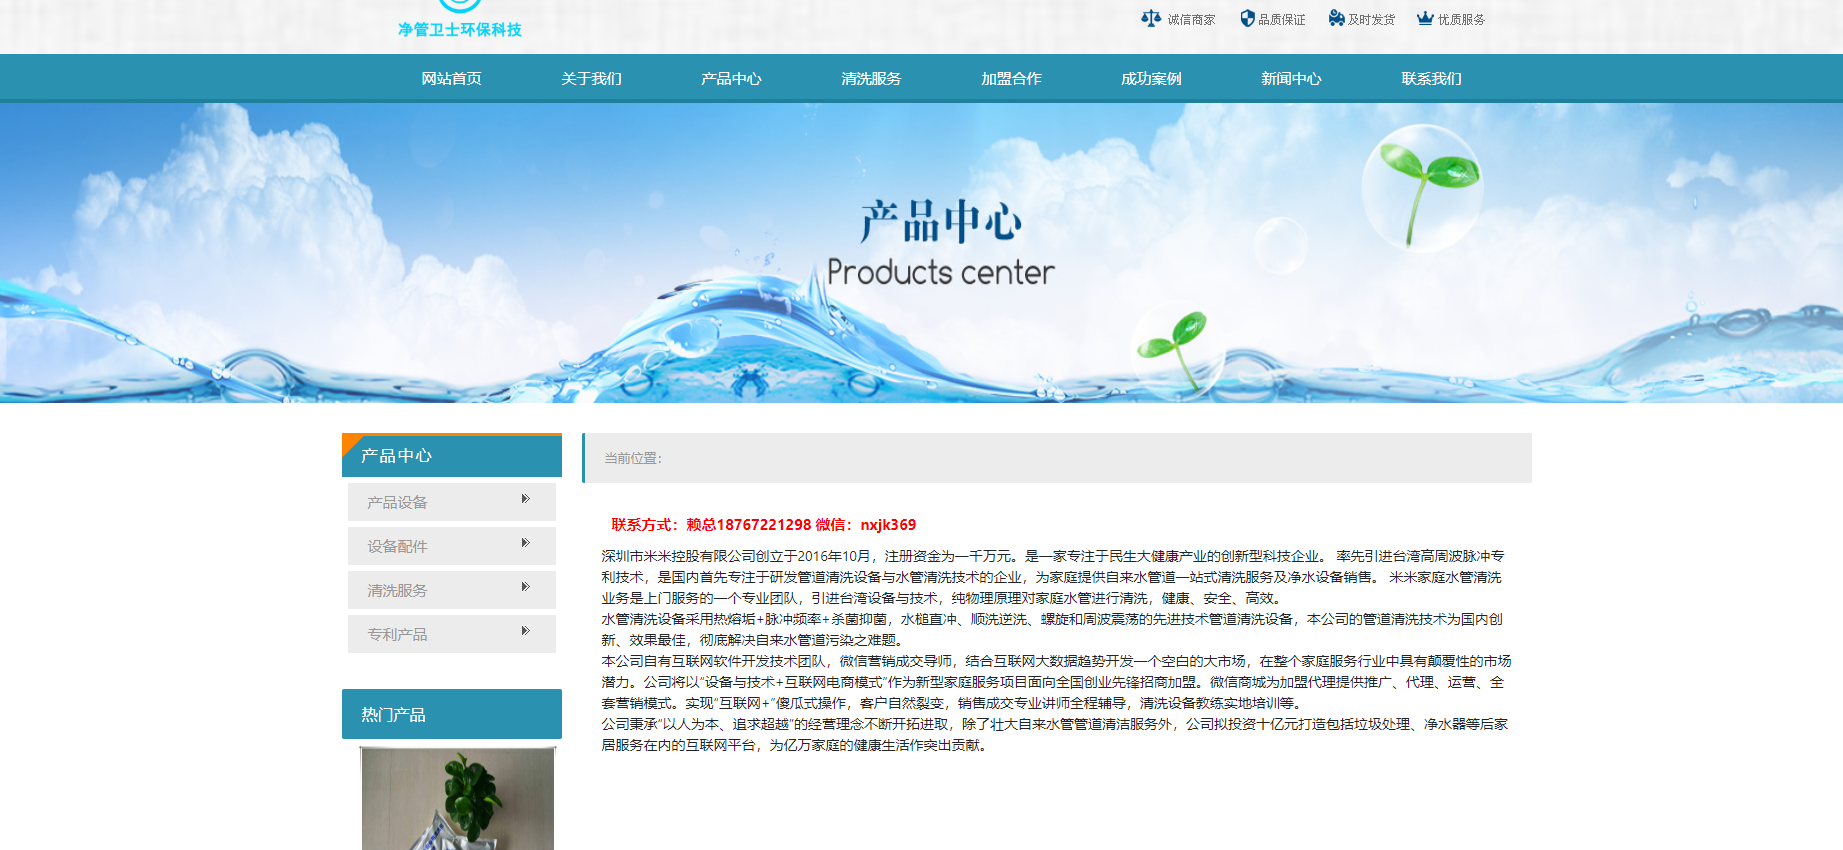 净管卫士环保科技
诚信商家 品质保证 及时发货 优质服务
网站首页 关于我们 产品中心 清洗服务 加盟合作 成功案例 新闻中心 联系我们
产品中心
Products center
产品中心
产品设备
设备配件
清洗服务
专利产品
热门产品
当前位置：
联系方式：赖总18767221298 微信：nxjk369
深圳市米米控股有限公司创立于2016年10月，注册资金为一千万元。是一家专注于民生大健康产业的创新型科技企业。 率先引进台湾高周波脉冲专
利技术，是国内首先专注于研发管道清洗设备与水管清洗技术的企业，为家庭提供自来水管道一站式清洗服务及净水设备销售。 米米家庭水管清洗
业务是上门服务的一个专业团队，引进台湾设备与技术，纯物理原理对家庭水管进行清洗，健康、安全、高效。
水管清洗设备采用热熔垢+脉冲频率+杀菌抑菌，水槌直冲、顺洗逆洗、螺旋和周波震荡的先进技术管道清洗设备，本公司的管道清洗技术为国内创
新、效果最佳，彻底解决自来水管道污染之难题。
本公司自有互联网软件开发技术团队，微信营销成交导师，结合互联网大数据趋势开发一个空白的大市场，在整个家庭服务行业中具有颠覆性的市场
潜力。公司将以“设备与技术+互联网电商模式”作为新型家庭服务项目面向全国创业先锋招商加盟。微信商城为加盟代理提供推广、代理、运营、全
套营销模式。实现“互联网+”傻瓜式操作，客户自然裂变，销售成交专业讲师全程辅导，清洗设备教练实地培训等。
公司秉承“以人为本、追求超越”的经营理念不断开拓进取，除了壮大自来水管管道清洁服务外，公司拟投资十亿元打造包括垃圾处理、净水器等后家
居服务在内的互联网平台，为亿万家庭的健康生活作突出贡献。